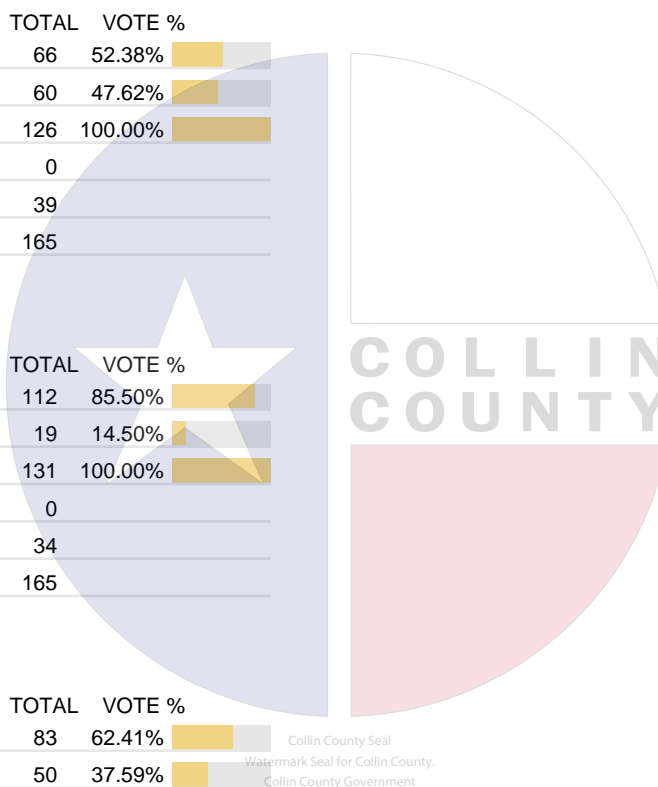 TOTAL VOTE %
66 52.38%
60 47.62%
126 100.00%
0
39
165
TOTAL VOTE %
112 85.50%
19 14.50%
131 100.00%
0
34
165
COLLIN
COUNTY
TOTAL VOTE %
83 62.41%
50 37.59%
Collin County Seal
Watermark Seal for Collin County.
Collin County Government